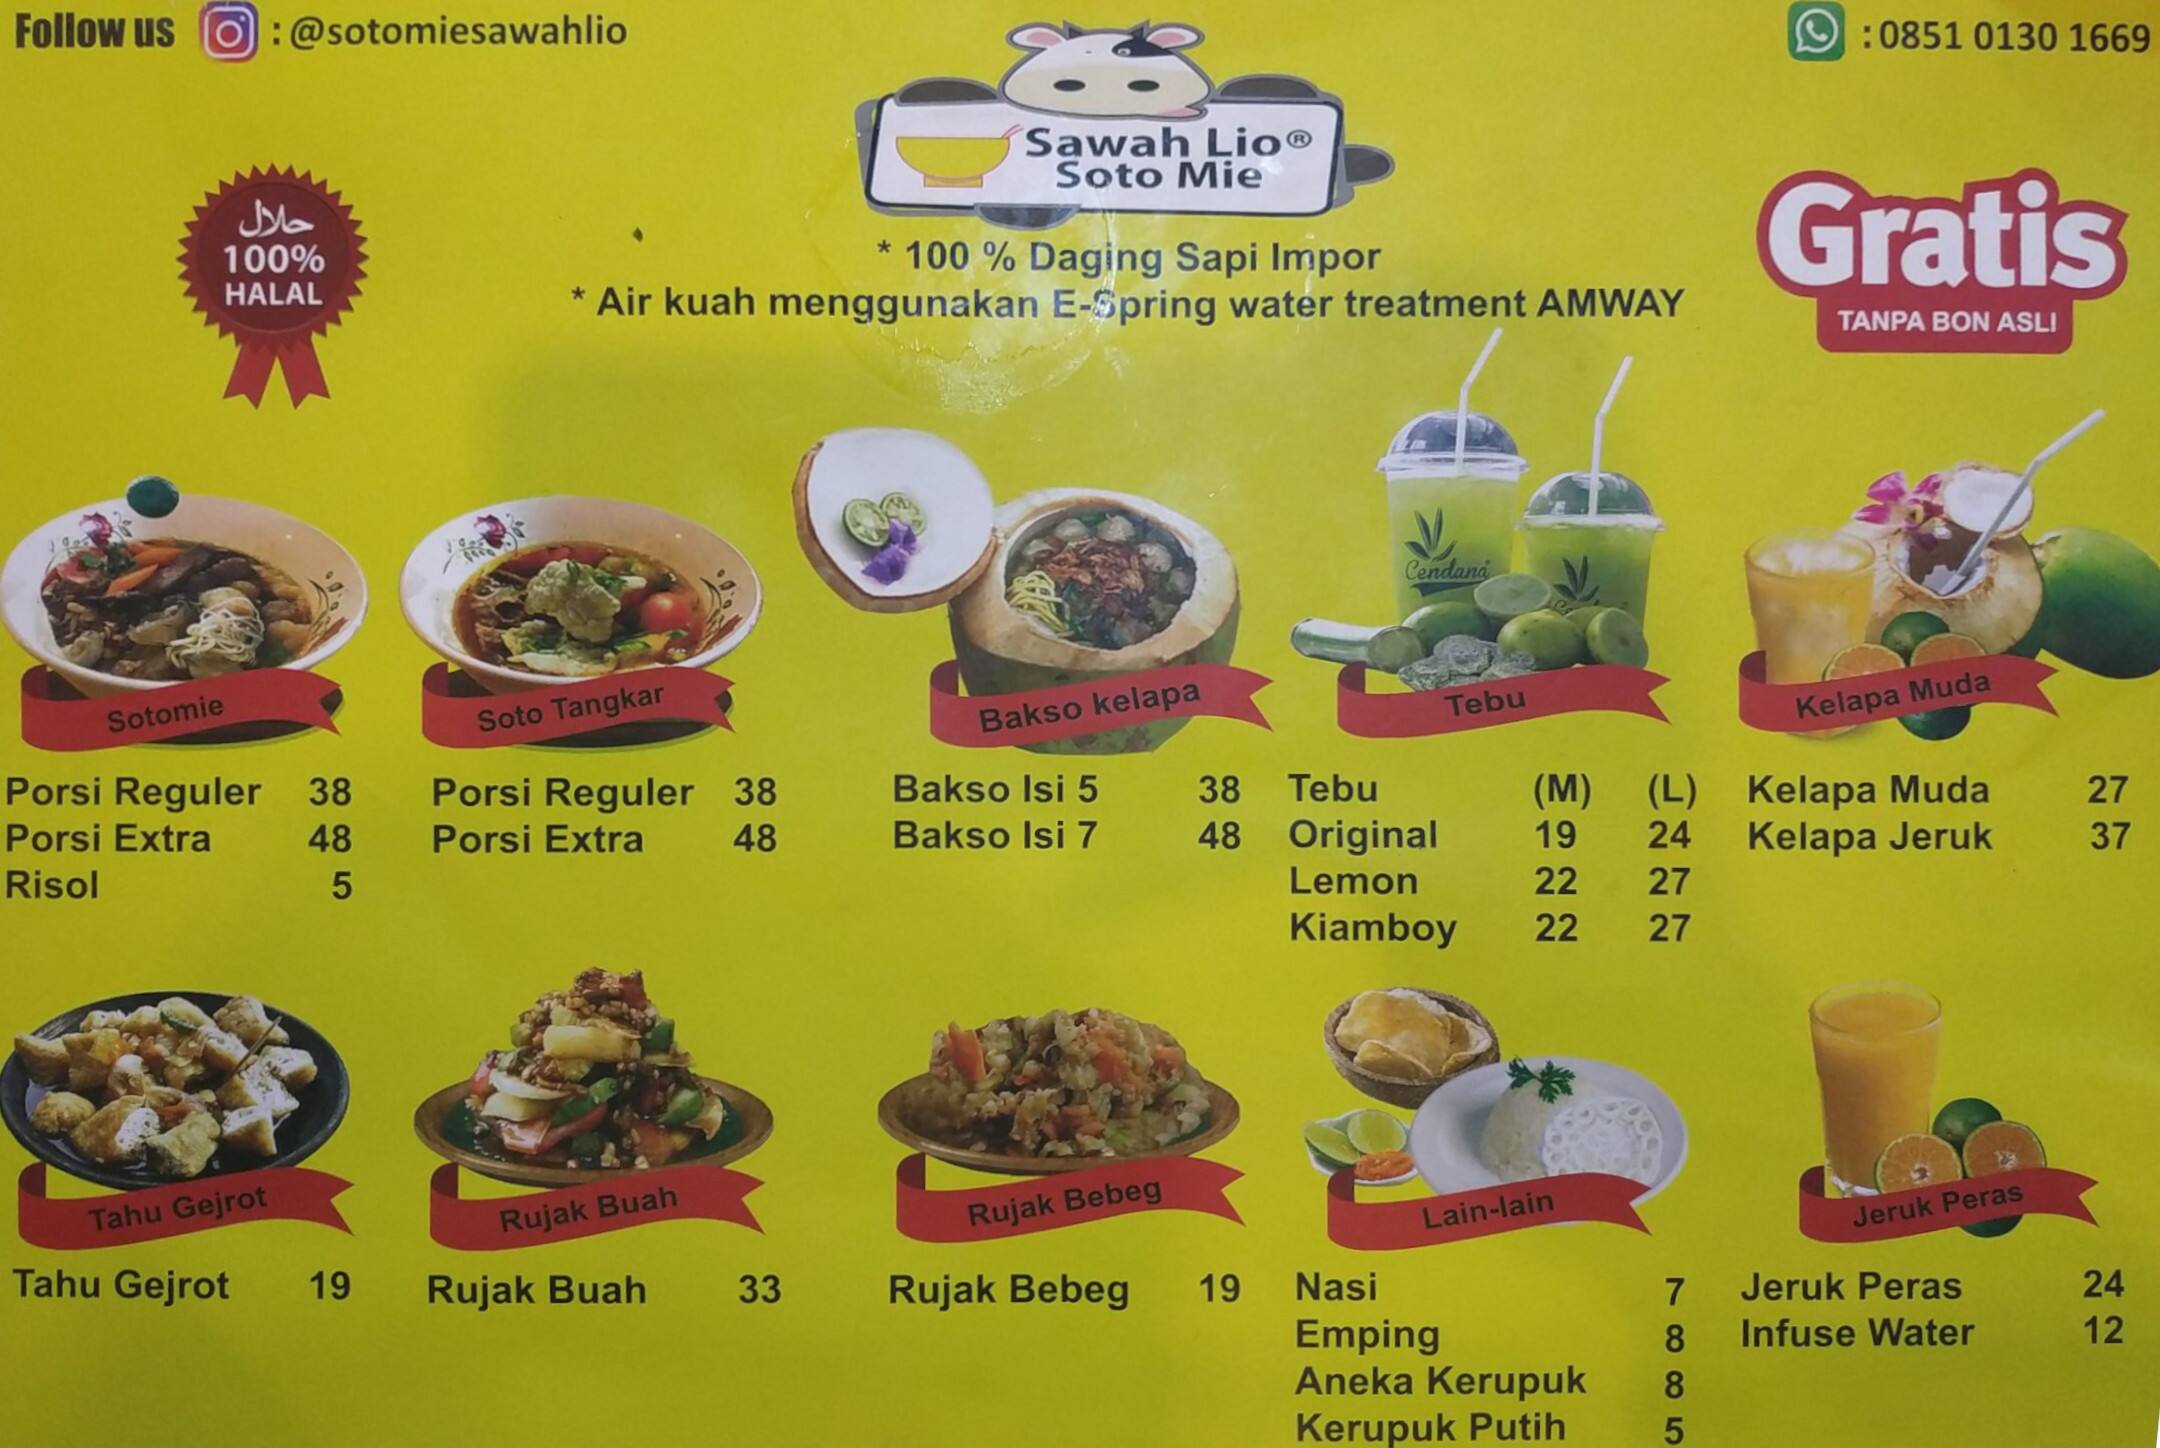 Follow us : @sotomiesawahlio
: 0851 0130 1669
Sawah Lio®
Soto Mie
حلال
100%
HALAL
* 100 % Daging Sapi Impor
* Air kuah menggunakan E-Spring water treatment AMWAY
Gratis
TANPA BON ASLI
Cendana
Sotomie
Porsi Reguler 38
Porsi Extra 48
Risol 5
Soto Tangkar
Porsi Reguler 38
Porsi Extra 48
Bakso kelapa
Bakso Isi 5 38
Bakso Isi 7 48
Tebu
Tebu (M) (L)
Original 19 24
Lemon 22 27
Kiamboy 22 27
Kelapa Muda
Kelapa Muda 27
Kelapa Jeruk 37
Tahu Gejrot
Tahu Gejrot 19
Rujak Buah
Rujak Buah 33
Rujak Bebeg
Rujak Bebeg 19
Lain-lain
Nasi 7
Emping 8
Aneka Kerupuk 8
Kerupuk Putih 5
Jeruk Peras
Jeruk Peras 24
Infuse Water 12